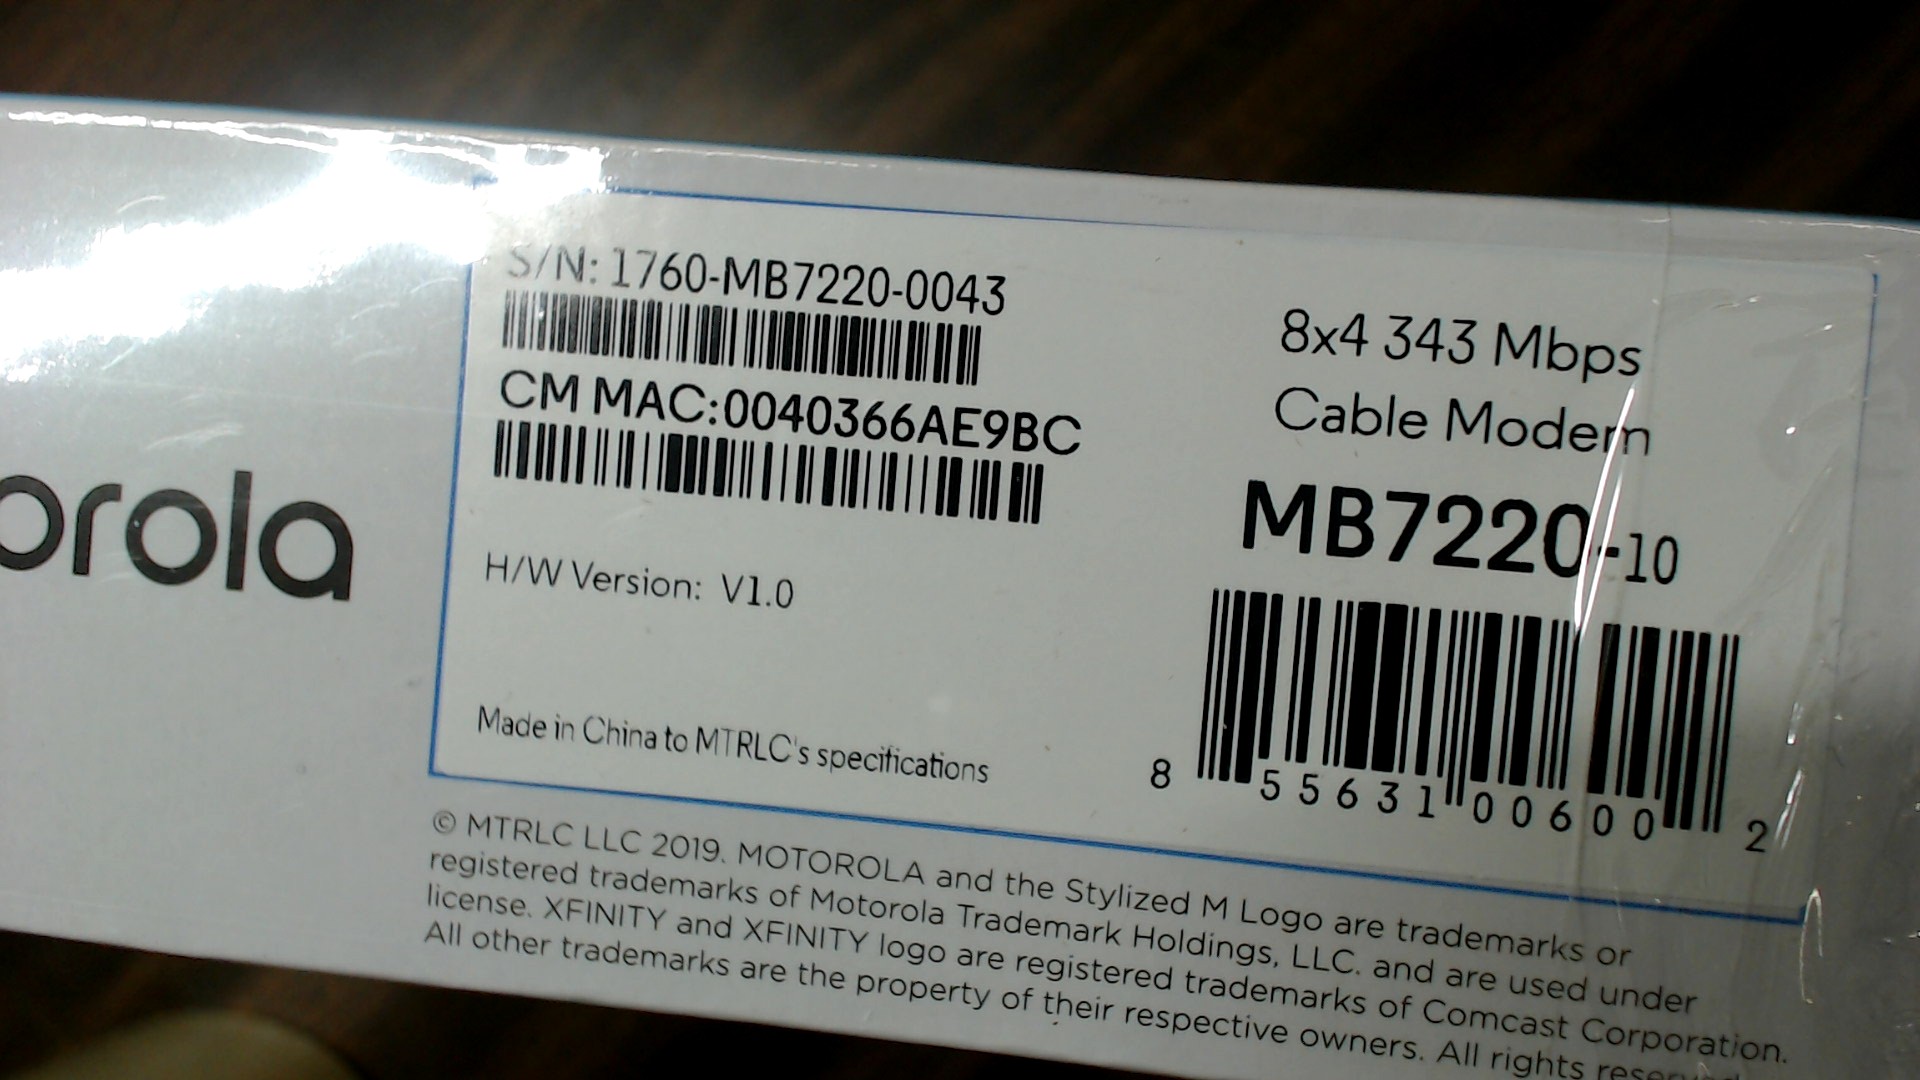 orola
S/N: 1760-MB7220-0043
CM MAC:0040366AE9BC
H/W Version: V1.0
Made in China to MTRLC's specifications
8x4 343 Mbps
Cable Modem
MB7220-10
8 55631 00600 2
© MTRLC LLC 2019. MOTOROLA and the Stylized M Logo are trademarks or
registered trademarks of Motorola Trademark Holdings, LLC. and are used under
license. XFINITY and XFINITY logo are registered trademarks of Comcast Corporation.
All other trademarks are the property of their respective owners. All rights